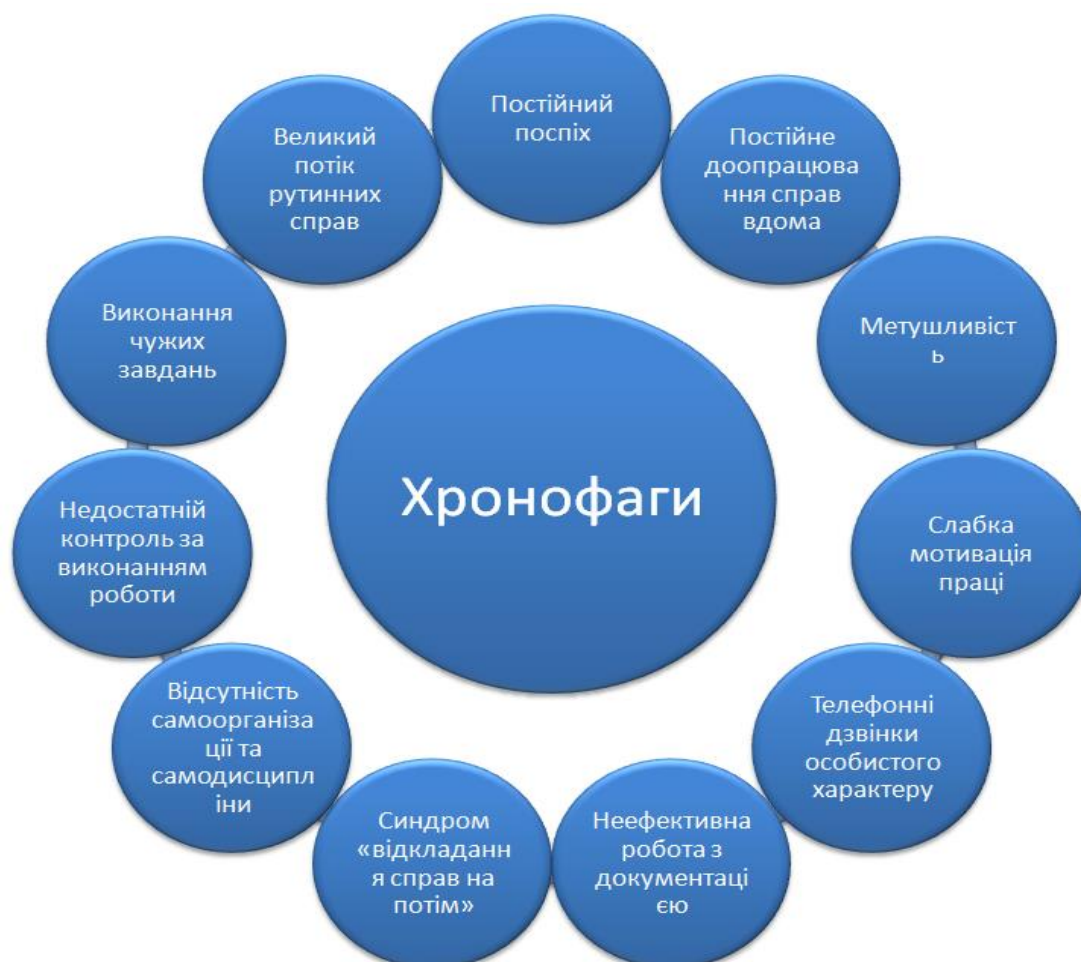 Постійний
поспіх
Постійне
доопрацюва
ння справ
вдома
Метушливіст
ь
Слабка
мотивація
праці
Телефонні
дзвінки
особистого
характеру
Неефективна
робота з
документаці
єю
Синдром
«відкладанн
я справ на
потім»
Відсутність
самоорганіза
ції та
самодисципл
іни
Недостатній
контроль за
виконанням
роботи
Виконання
чужих
завдань
Великий
потік
рутинних
справ
Хронофаги